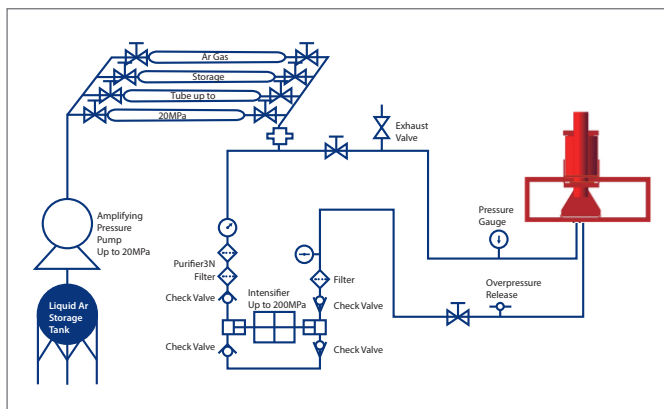 Ar Gas
Storage
Tube up to
20MPa
Exhaust
Valve
Amplifying
Pressure
Pump
Up to 20MPa
Pressure
Gauge
Purifier3N
Filter
Filter
Liquid Ar
Storage
Tank
Check Valve
Intensifier
Up to 200MPa
Check Valve
Overpressure
Release
Check Valve
Check Valve